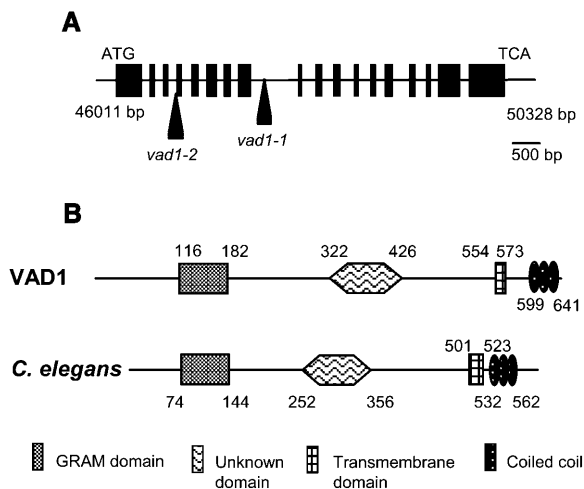 A
ATG
TCA
46011 bp
50328 bp
vad1-2
vad1-1
500 bp
B
116 182 322 426 554 573
VAD1
599 641
501 523
C. elegans
74 144 252 356 532 562
GRAM domain
Unknown domain
Transmembrane domain
Coiled coil